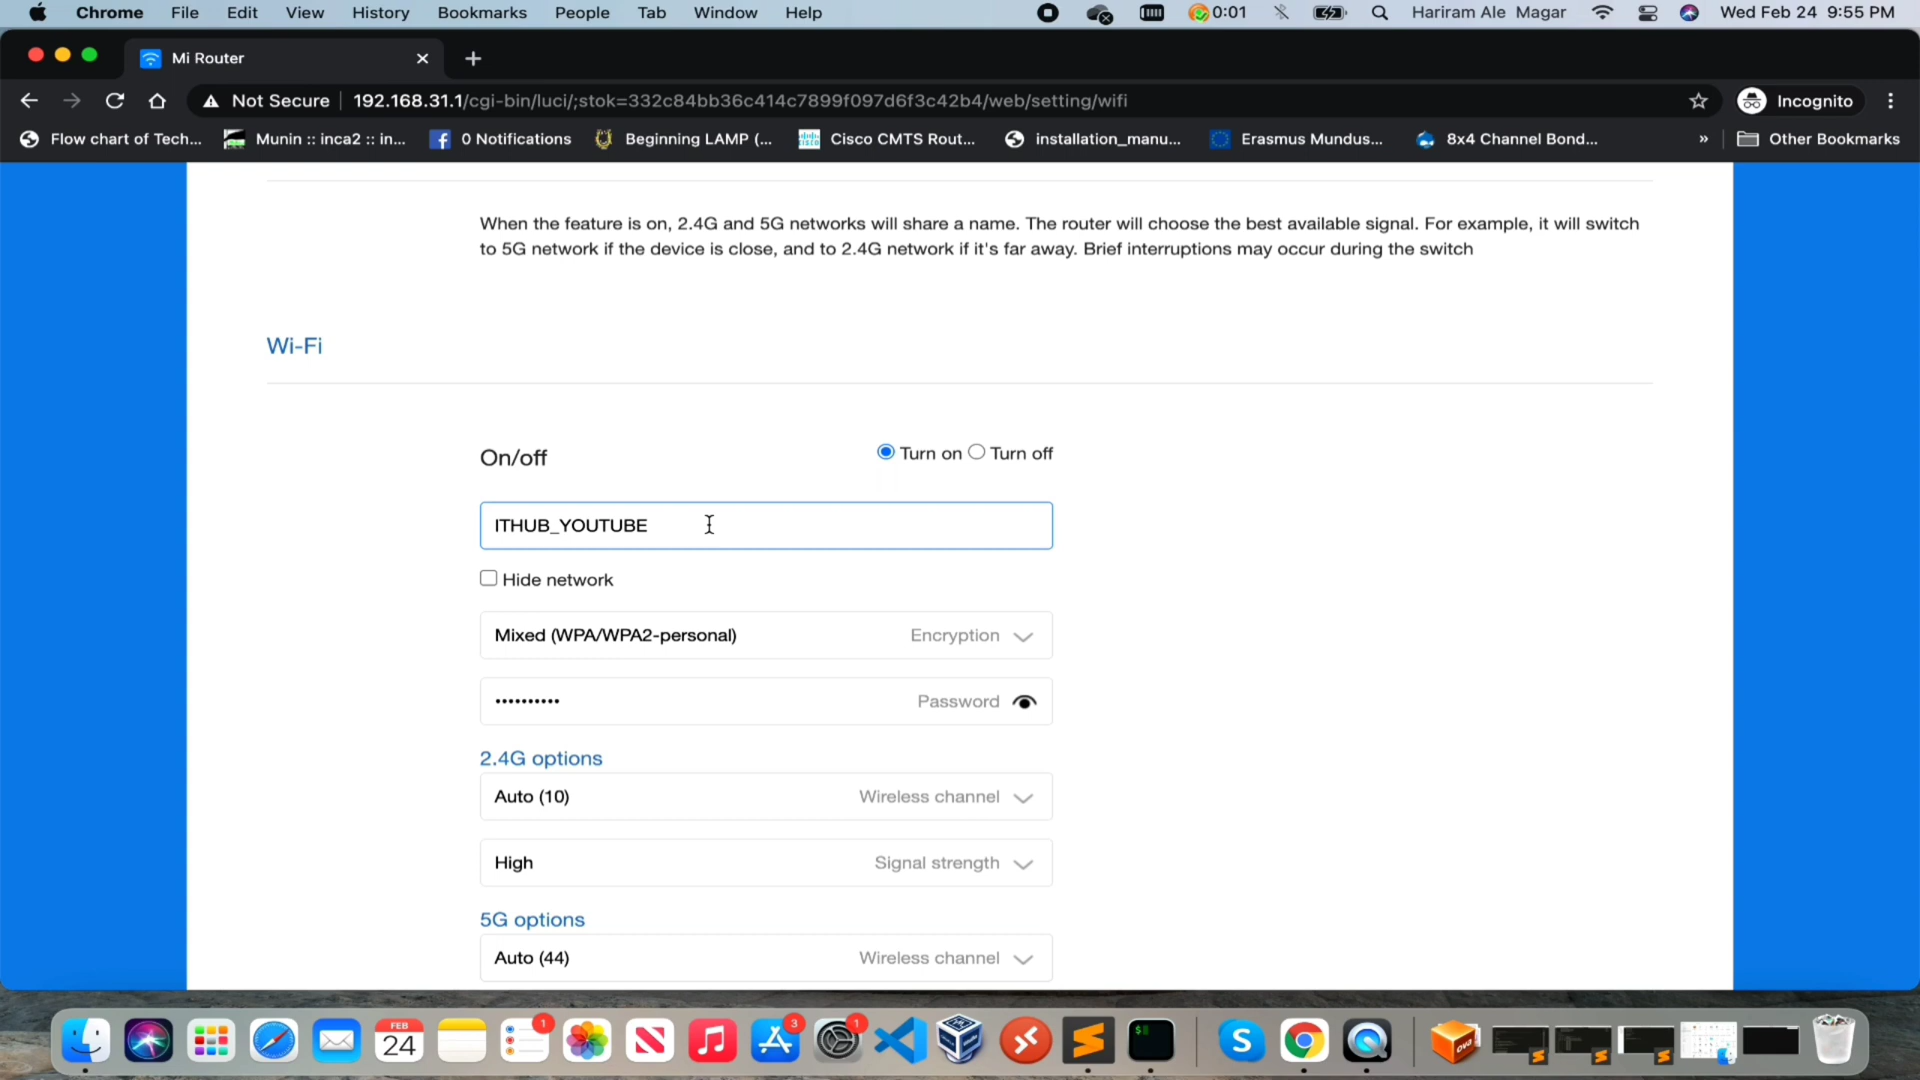 Chrome File Edit View History Bookmarks People Tab Window Help 0:01 Hariram Ale Magar Wed Feb 24 9:55 PM
Mi Router
Not Secure 192.168.31.1/cgi-bin/luci/;stok=332c84bb36c414c7899f097d6f3c42b4/web/setting/wifi Incognito
Flow chart of Tech... Munin :: inca2 :: in... 0 Notifications Beginning LAMP (... Cisco CMTS Rout... installation_manu... Erasmus Mundus... 8x4 Channel Bond... » Other Bookmarks
When the feature is on, 2.4G and 5G networks will share a name. The router will choose the best available signal. For example, it will switch
to 5G network if the device is close, and to 2.4G network if it's far away. Brief interruptions may occur during the switch
Wi-Fi
On/off Turn on Turn off
ITHUB_YOUTUBE
Hide network
Mixed (WPA/WPA2-personal) Encryption
•••••••••• Password
2.4G options
Auto (10) Wireless channel
High Signal strength
5G options
Auto (44) Wireless channel
FEB
24
1
3
1